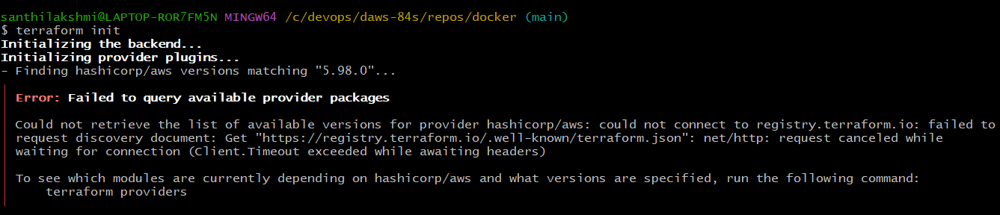 santhilakshmi@LAPTOP-ROR7FM5N MINGW64 /c/devops/daws-84s/repos/docker (main)
$ terraform init
Initializing the backend...
Initializing provider plugins...
- Finding hashicorp/aws versions matching "5.98.0"...
Error: Failed to query available provider packages
Could not retrieve the list of available versions for provider hashicorp/aws: could not connect to registry.terraform.io: failed to
request discovery document: Get "https://registry.terraform.io/.well-known/terraform.json": net/http: request canceled while
waiting for connection (Client.Timeout exceeded while awaiting headers)
To see which modules are currently depending on hashicorp/aws and what versions are specified, run the following command:
terraform providers